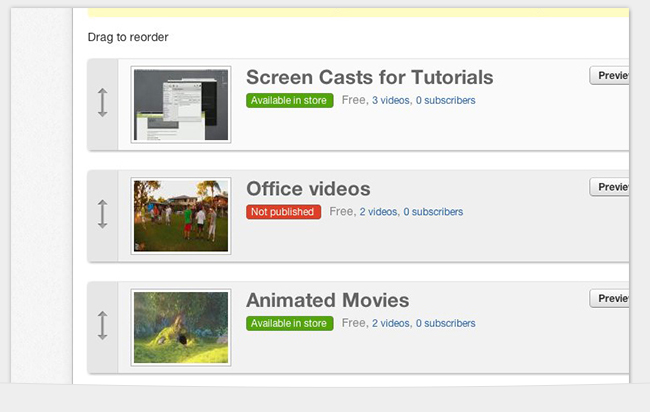 Drag to reorder
Screen Casts for Tutorials
Previe
Available in store Free, 3 videos, 0 subscribers
Office videos
Previe
Not published Free, 2 videos, 0 subscribers
Animated Movies
Previe
Available in store Free, 2 videos, 0 subscribers